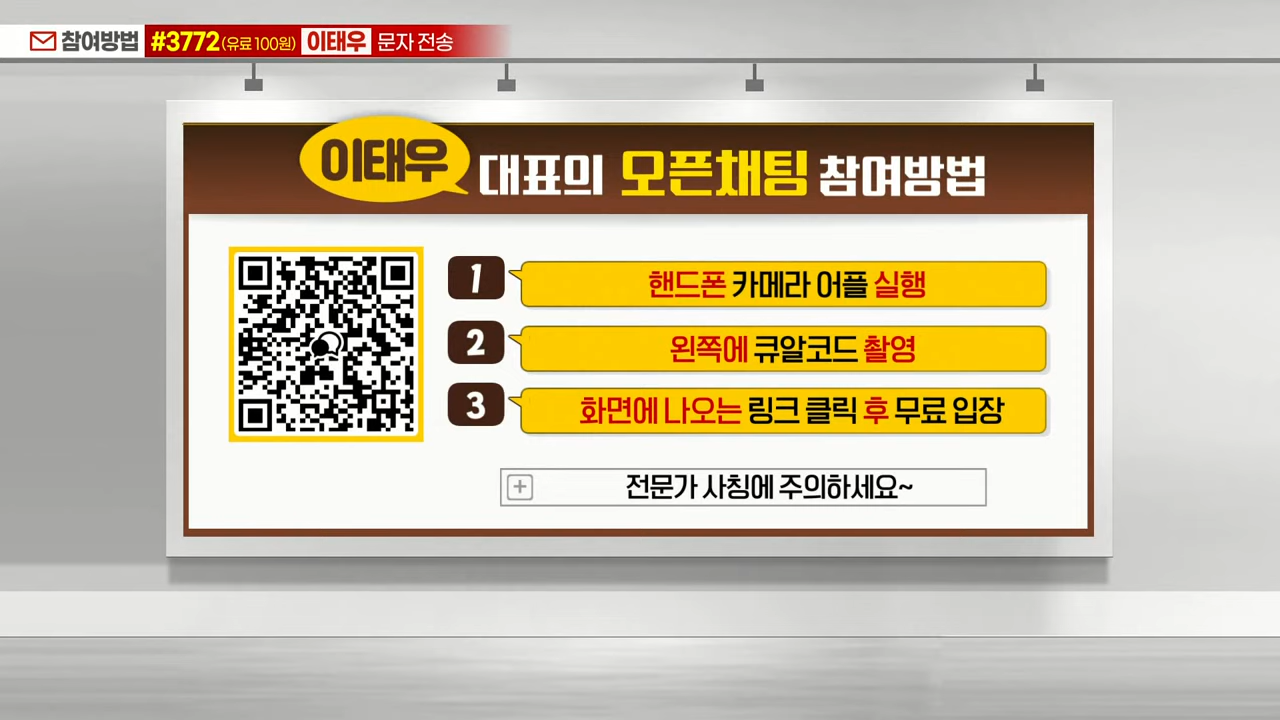 참여방법 #3772 (유료 100원) 이태우 문자 전송
이태우 대표의 오픈채팅 참여방법
1 핸드폰 카메라 어플 실행
2 왼쪽에 큐알코드 촬영
3 화면에 나오는 링크 클릭 후 무료 입장
전문가 사칭에 주의하세요~